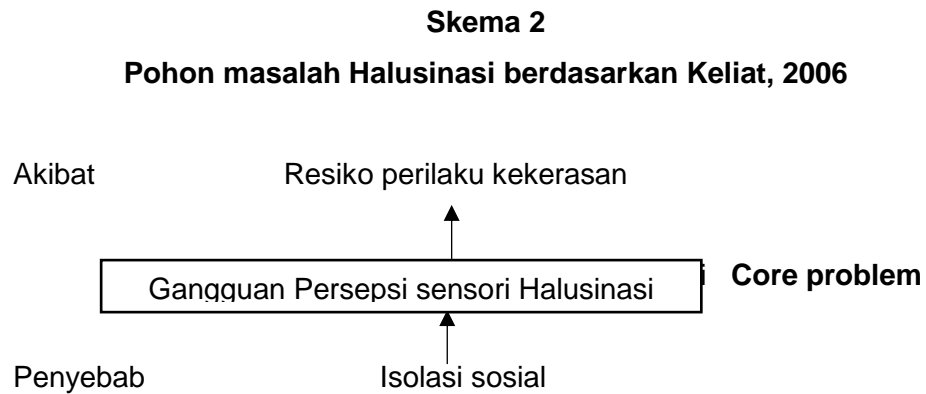 Skema 2
Pohon masalah Halusinasi berdasarkan Keliat, 2006
Akibat Resiko perilaku kekerasan
Gangguan Persepsi sensori Halusinasi Core problem
Penyebab Isolasi sosial